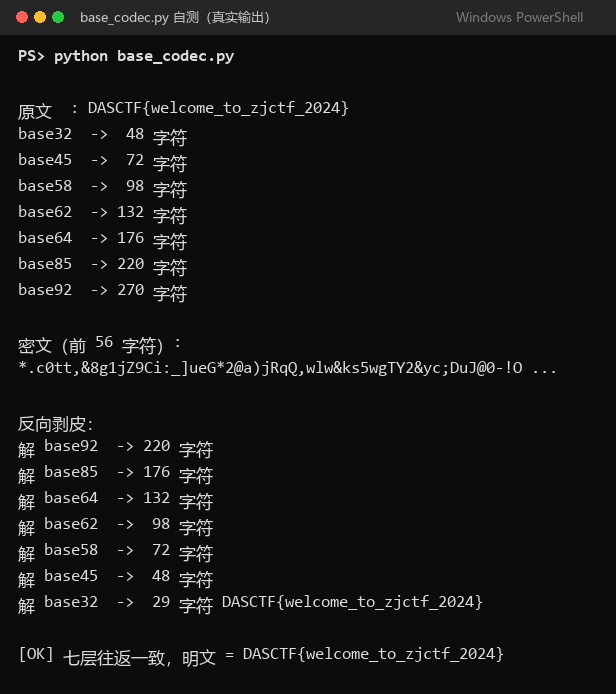 base_codec.py 自测（真实输出） Windows PowerShell
PS> python base_codec.py
原文 : DASCTF{welcome_to_zjctf_2024}
base32 -> 48 字符
base45 -> 72 字符
base58 -> 98 字符
base62 -> 132 字符
base64 -> 176 字符
base85 -> 220 字符
base92 -> 270 字符
密文（前 56 字符）:
*.c0tt,&8g1jZ9Ci:_]ueG*2@a)jRqQ,wlw&ks5wgTY2&yc;DuJ@0-!O ...
反向剥皮:
解 base92 -> 220 字符
解 base85 -> 176 字符
解 base64 -> 132 字符
解 base62 -> 98 字符
解 base58 -> 72 字符
解 base45 -> 48 字符
解 base32 -> 29 字符 DASCTF{welcome_to_zjctf_2024}
[OK] 七层往返一致，明文 = DASCTF{welcome_to_zjctf_2024}